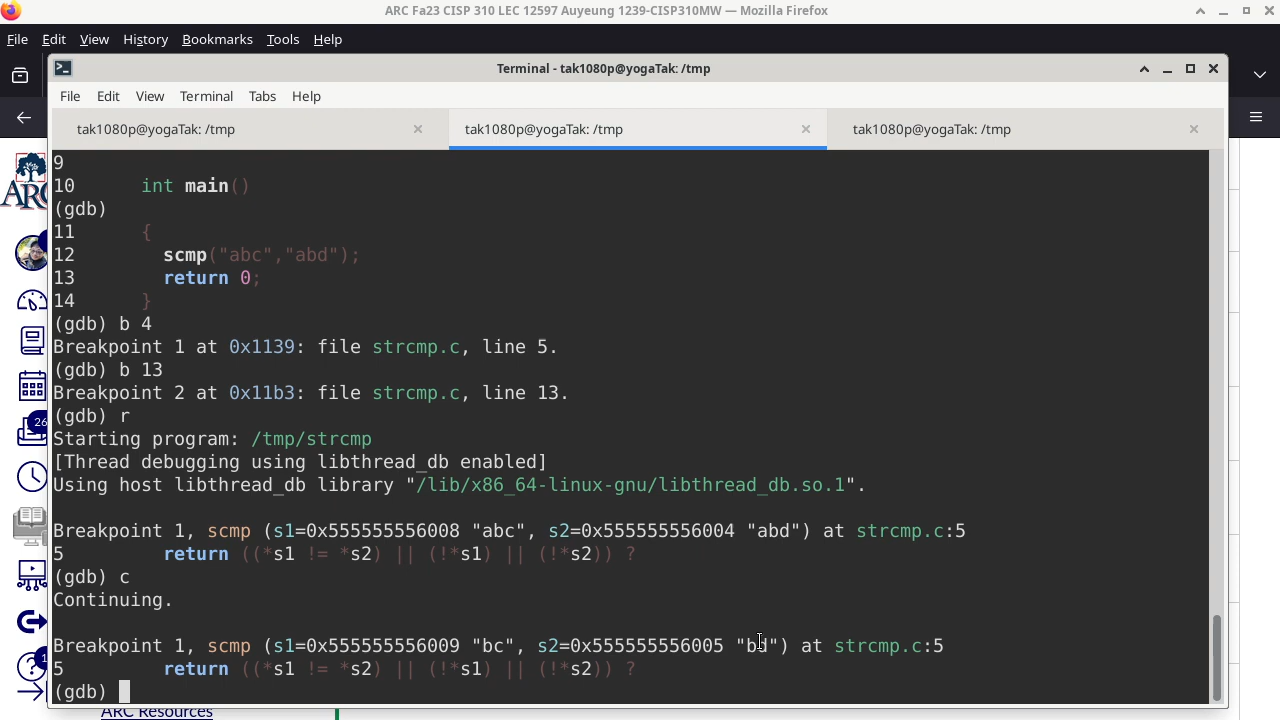 ARC Fa23 CISP 310 LEC 12597 Auyeung 1239-CISP310MW — Mozilla Firefox
File Edit View History Bookmarks Tools Help
Terminal - tak1080p@yogaTak: /tmp
File Edit View Terminal Tabs Help
tak1080p@yogaTak: /tmp tak1080p@yogaTak: /tmp tak1080p@yogaTak: /tmp
9
10      int main()
(gdb)
11      {
12        scmp("abc","abd");
13        return 0;
14      }
(gdb) b 4
Breakpoint 1 at 0x1139: file strcmp.c, line 5.
(gdb) b 13
Breakpoint 2 at 0x11b3: file strcmp.c, line 13.
(gdb) r
Starting program: /tmp/strcmp
[Thread debugging using libthread_db enabled]
Using host libthread_db library "/lib/x86_64-linux-gnu/libthread_db.so.1".
Breakpoint 1, scmp (s1=0x555555556008 "abc", s2=0x555555556004 "abd") at strcmp.c:5
5         return ((*s1 != *s2) || (!*s1) || (!*s2)) ?
(gdb) c
Continuing.
Breakpoint 1, scmp (s1=0x555555556009 "bc", s2=0x555555556005 "bd") at strcmp.c:5
5         return ((*s1 != *s2) || (!*s1) || (!*s2)) ?
(gdb)
ARC
26
1
ARC Resources